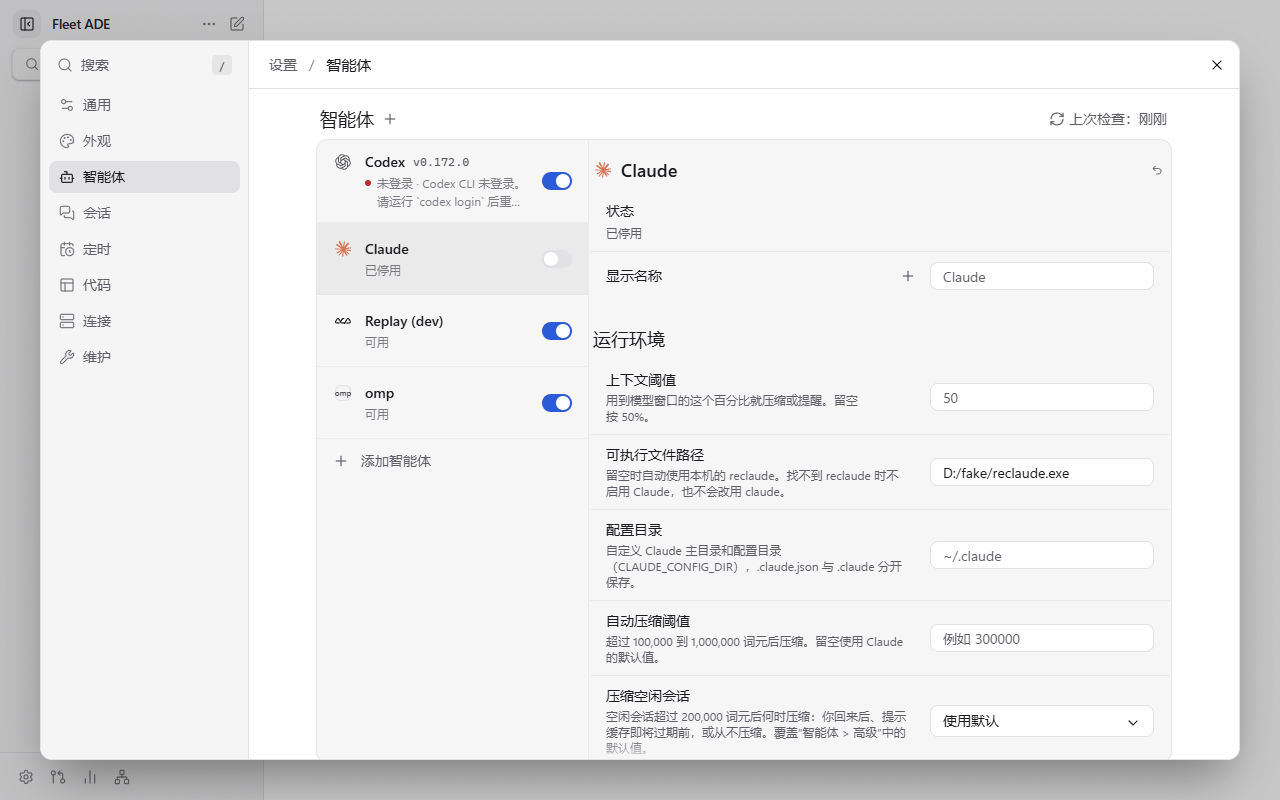 Fleet ADE
搜索
/
通用
外观
智能体
会话
定时
代码
连接
维护
设置 / 智能体
智能体
上次检查：刚刚
Codex v0.172.0
未登录 · Codex CLI 未登录。
请运行 `codex login` 后重...
Claude
已停用
Replay (dev)
可用
omp
omp
可用
添加智能体
Claude
状态
已停用
显示名称
Claude
运行环境
上下文阈值
用到模型窗口的这个百分比就压缩或提醒。留空
按 50%。
50
可执行文件路径
留空时自动使用本机的 reclaude。找不到 reclaude 时不
启用 Claude，也不会改用 claude。
D:/fake/reclaude.exe
配置目录
自定义 Claude 主目录和配置目录
（CLAUDE_CONFIG_DIR），.claude.json 与 .claude 分开
保存。
~/.claude
自动压缩阈值
超过 100,000 到 1,000,000 词元后压缩。留空使用 Claude
的默认值。
例如 300000
压缩空闲会话
空闲会话超过 200,000 词元后何时压缩：你回来后、提示
缓存即将过期前，或从不压缩。覆盖“智能体 > 高级”中的
默认值。
使用默认